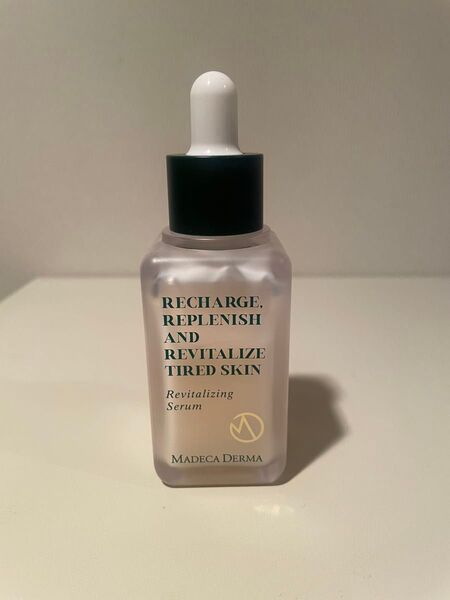 RECHARGE,
REPLENISH
AND
REVITALIZE
TIRED SKIN
Revitalizing
Serum
MADECA DERMA